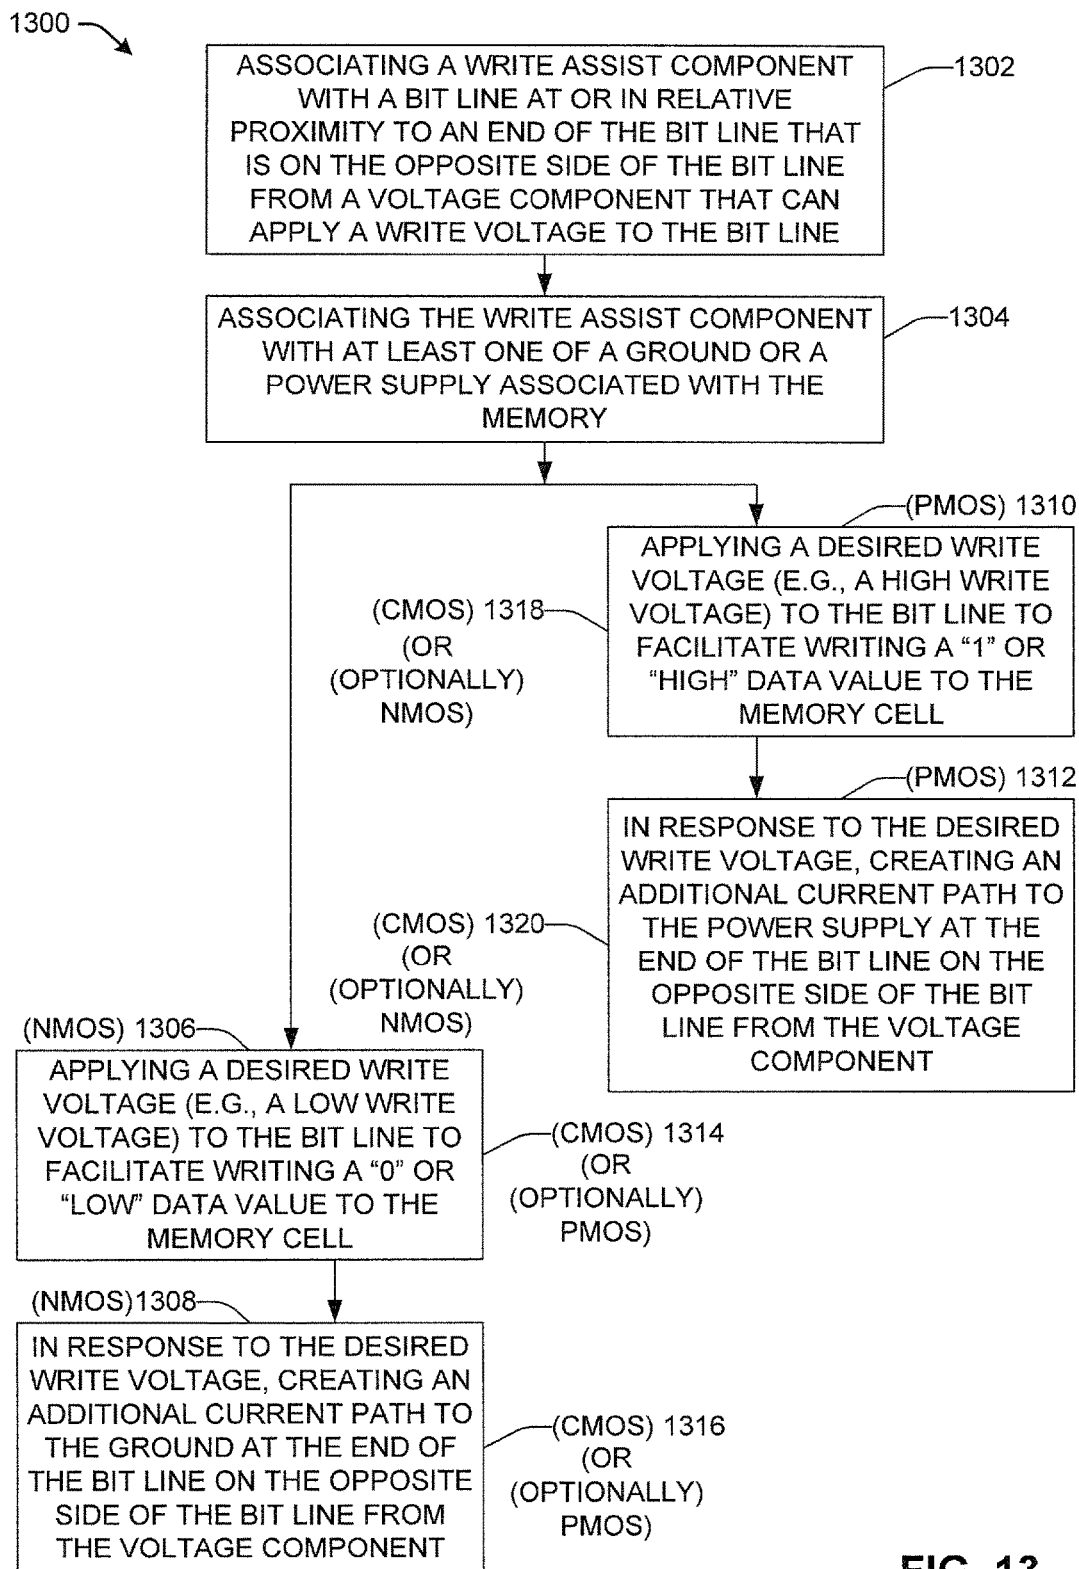 1300
ASSOCIATING A WRITE ASSIST COMPONENT
WITH A BIT LINE AT OR IN RELATIVE
PROXIMITY TO AN END OF THE BIT LINE THAT
IS ON THE OPPOSITE SIDE OF THE BIT LINE
FROM A VOLTAGE COMPONENT THAT CAN
APPLY A WRITE VOLTAGE TO THE BIT LINE
1302
ASSOCIATING THE WRITE ASSIST COMPONENT
WITH AT LEAST ONE OF A GROUND OR A
POWER SUPPLY ASSOCIATED WITH THE
MEMORY
1304
(PMOS) 1310
APPLYING A DESIRED WRITE
VOLTAGE (E.G., A HIGH WRITE
VOLTAGE) TO THE BIT LINE TO
FACILITATE WRITING A “1” OR
“HIGH” DATA VALUE TO THE
MEMORY CELL
(CMOS) 1318
(OR
(OPTIONALLY)
NMOS)
(PMOS) 1312
IN RESPONSE TO THE DESIRED
WRITE VOLTAGE, CREATING AN
ADDITIONAL CURRENT PATH TO
THE POWER SUPPLY AT THE
END OF THE BIT LINE ON THE
OPPOSITE SIDE OF THE BIT
LINE FROM THE VOLTAGE
COMPONENT
(CMOS) 1320
(OR
(OPTIONALLY)
NMOS)
(NMOS) 1306
APPLYING A DESIRED WRITE
VOLTAGE (E.G., A LOW WRITE
VOLTAGE) TO THE BIT LINE TO
FACILITATE WRITING A “0” OR
“LOW” DATA VALUE TO THE
MEMORY CELL
(CMOS) 1314
(OR
(OPTIONALLY)
PMOS)
(NMOS)1308
IN RESPONSE TO THE DESIRED
WRITE VOLTAGE, CREATING AN
ADDITIONAL CURRENT PATH TO
THE GROUND AT THE END OF
THE BIT LINE ON THE OPPOSITE
SIDE OF THE BIT LINE FROM
THE VOLTAGE COMPONENT
(CMOS) 1316
(OR
(OPTIONALLY)
PMOS)
FIG. 13